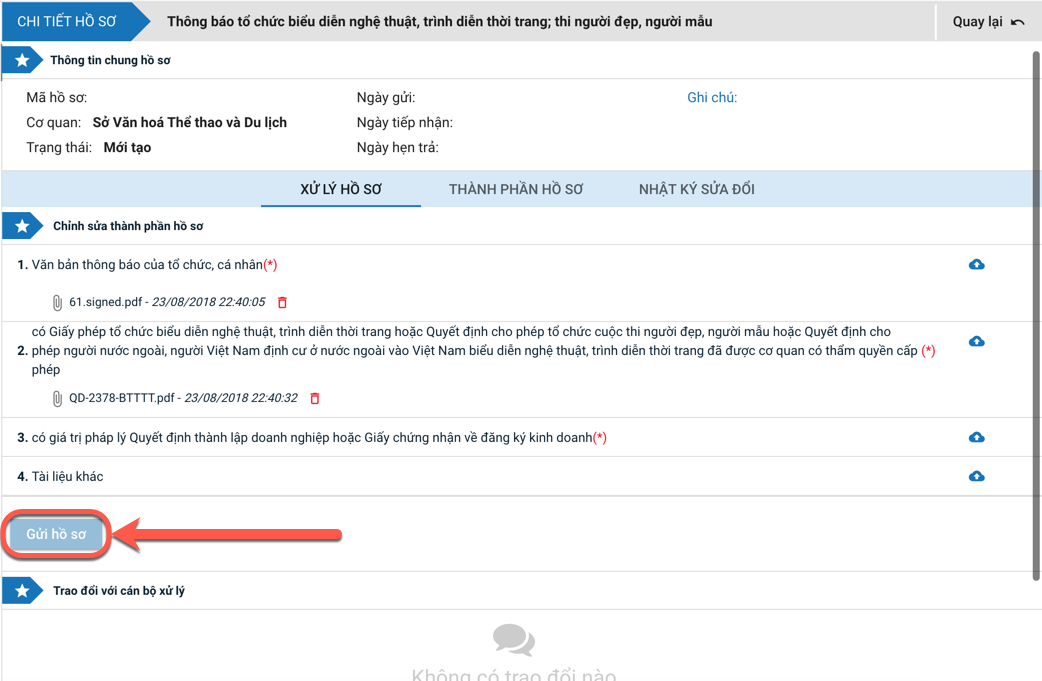 CHI TIẾT HỒ SƠ
Thông báo tổ chức biểu diễn nghệ thuật, trình diễn thời trang; thi người đẹp, người mẫu
Quay lại
Thông tin chung hồ sơ
Mã hồ sơ:
Ngày gửi:
Ghi chú:
Cơ quan: Sở Văn hoá Thể thao và Du lịch
Ngày tiếp nhận:
Trạng thái: Mới tạo
Ngày hẹn trả:
XỬ LÝ HỒ SƠ
THÀNH PHẦN HỒ SƠ
NHẬT KÝ SỬA ĐỔI
Chỉnh sửa thành phần hồ sơ
1. Văn bản thông báo của tổ chức, cá nhân(*)
61.signed.pdf - 23/08/2018 22:40:05
có Giấy phép tổ chức biểu diễn nghệ thuật, trình diễn thời trang hoặc Quyết định cho phép tổ chức cuộc thi người đẹp, người mẫu hoặc Quyết định cho
2. phép người nước ngoài, người Việt Nam định cư ở nước ngoài vào Việt Nam biểu diễn nghệ thuật, trình diễn thời trang đã được cơ quan có thẩm quyền cấp (*)
phép
QD-2378-BTTTT.pdf - 23/08/2018 22:40:32
3. có giá trị pháp lý Quyết định thành lập doanh nghiệp hoặc Giấy chứng nhận về đăng ký kinh doanh(*)
4. Tài liệu khác
Gửi hồ sơ
Trao đổi với cán bộ xử lý
Không có trao đổi nào